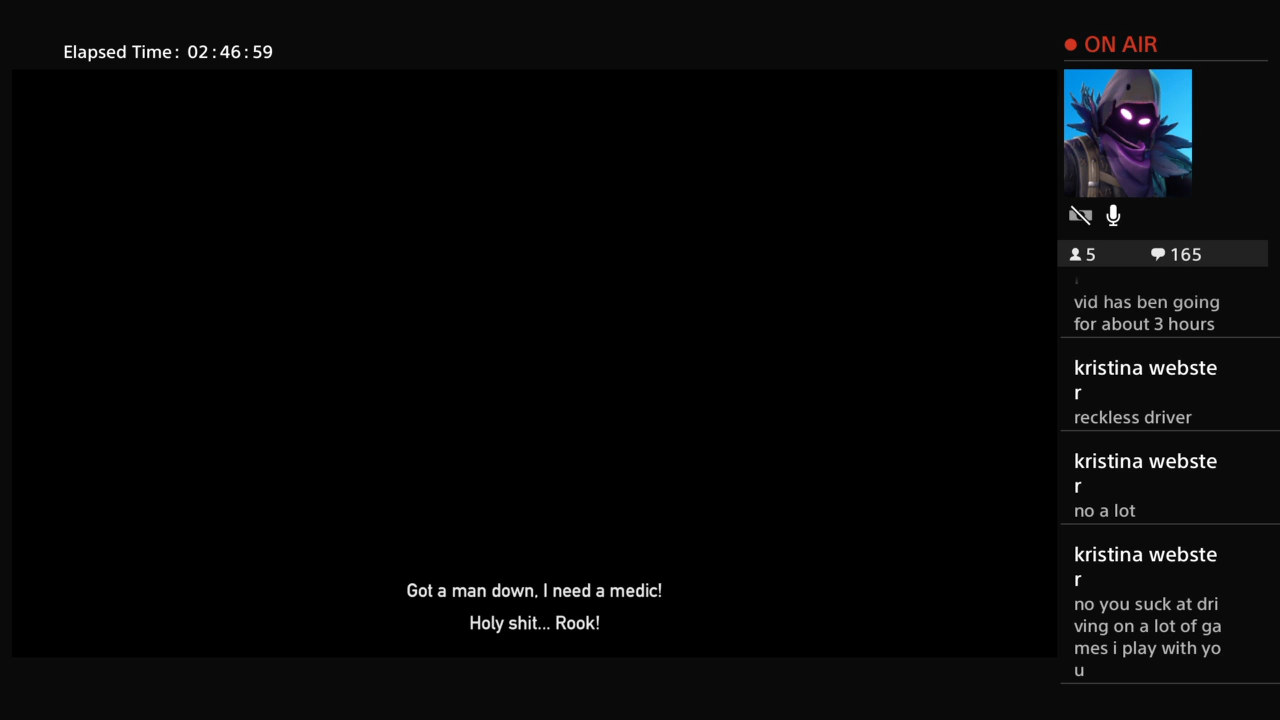 Elapsed Time: 02:46:59
ON AIR
5 165
vid has ben going
for about 3 hours
kristina webste
r
reckless driver
kristina webste
r
no a lot
kristina webste
r
no you suck at dri
ving on a lot of ga
mes i play with yo
u
Got a man down, I need a medic!
Holy shit... Rook!